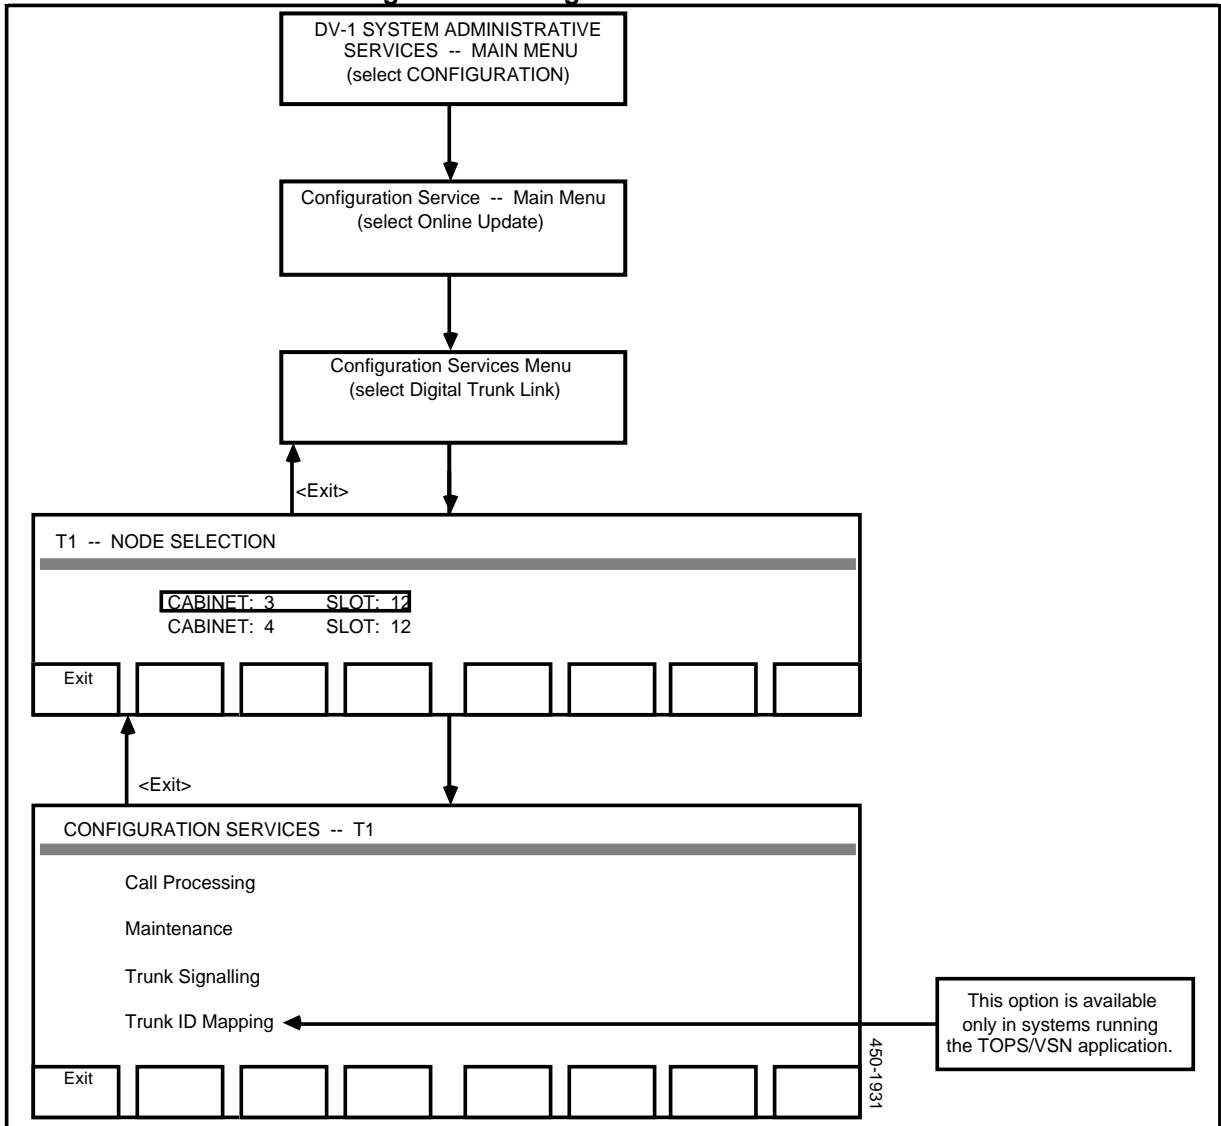 DV-1 SYSTEM ADMINISTRATIVE
SERVICES -- MAIN MENU
(select CONFIGURATION)
Configuration Service -- Main Menu
(select Online Update)
Configuration Services Menu
(select Digital Trunk Link)
<Exit>
T1 -- NODE SELECTION
CABINET: 3 SLOT: 12
CABINET: 4 SLOT: 12
Exit
<Exit>
CONFIGURATION SERVICES -- T1
Call Processing
Maintenance
Trunk Signalling
Trunk ID Mapping
This option is available
only in systems running
the TOPS/VSN application.
Exit
450-1931